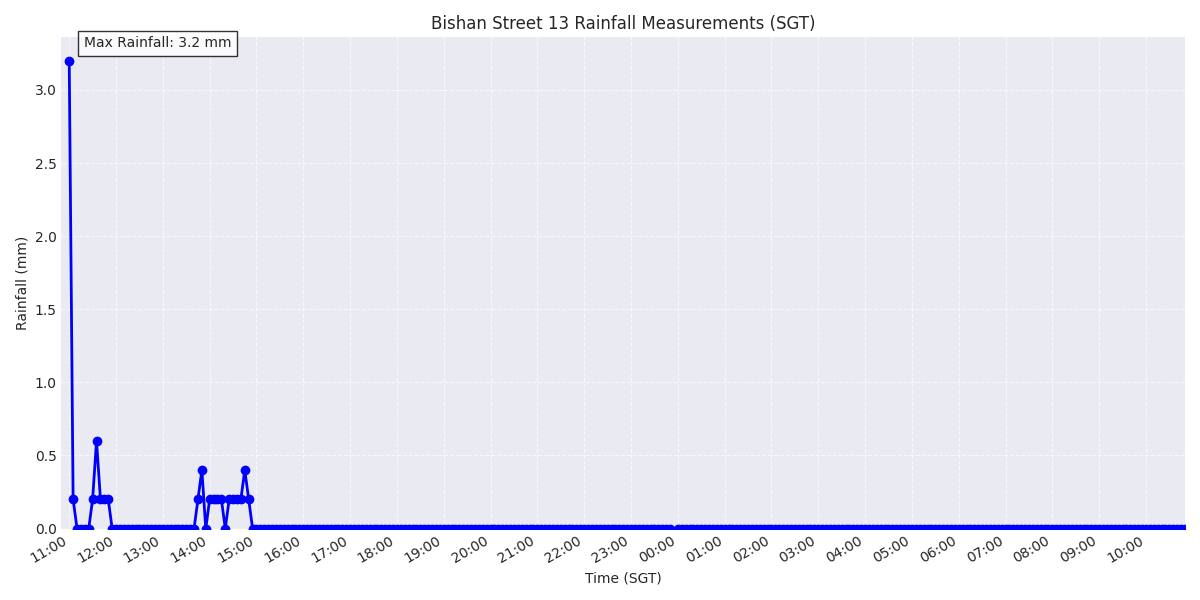 Bishan Street 13 Rainfall Measurements (SGT)
Max Rainfall: 3.2 mm
3.0
2.5
2.0
1.5
1.0
0.5
0.0
Rainfall (mm)
11:00 12:00 13:00 14:00 15:00 16:00 17:00 18:00 19:00 20:00 21:00 22:00 23:00 00:00 01:00 02:00 03:00 04:00 05:00 06:00 07:00 08:00 09:00 10:00
Time (SGT)